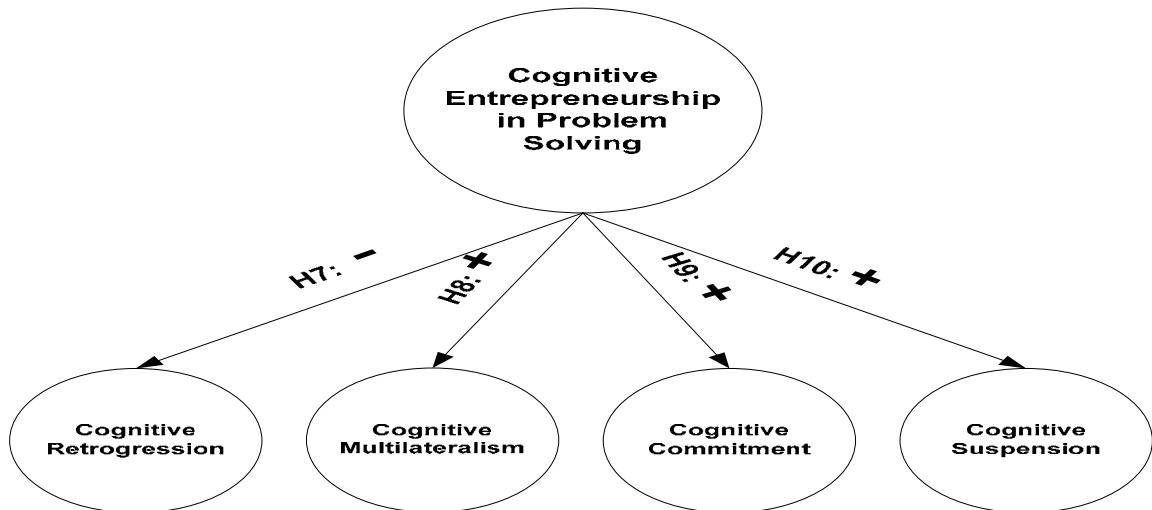 Cognitive
Entrepreneurship
in Problem
Solving
H7: -
H8: +
H9: +
H10: +
Cognitive
Retrogression
Cognitive
Multilateralism
Cognitive
Commitment
Cognitive
Suspension